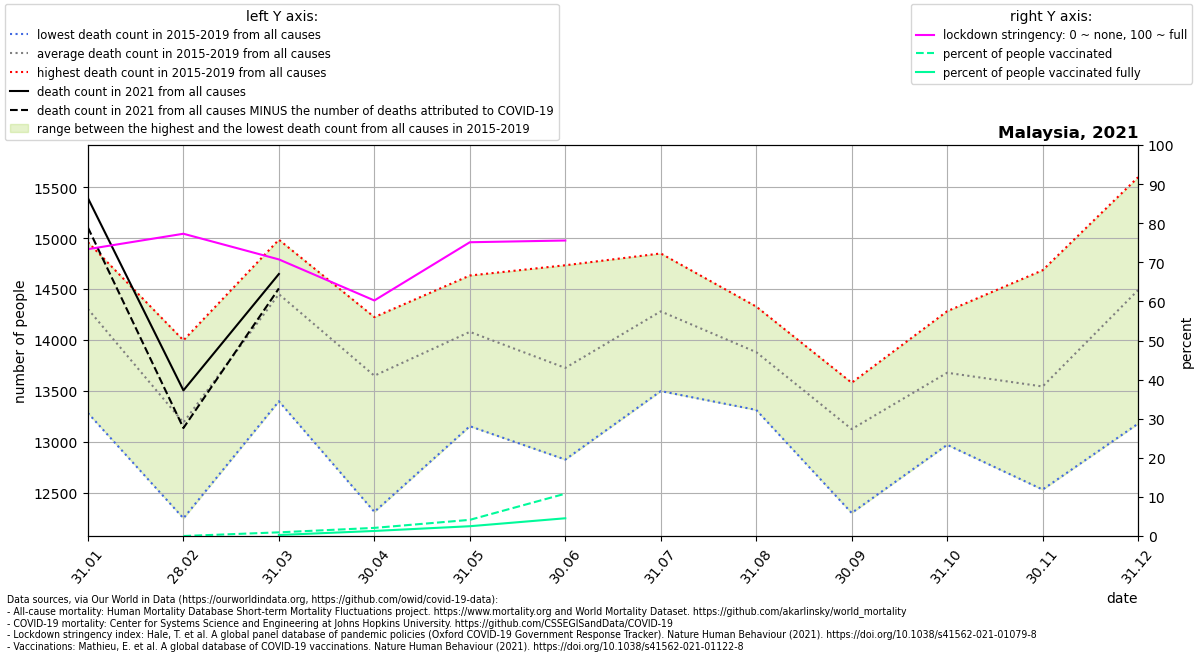 left Y axis:
lowest death count in 2015-2019 from all causes
average death count in 2015-2019 from all causes
highest death count in 2015-2019 from all causes
death count in 2021 from all causes
death count in 2021 from all causes MINUS the number of deaths attributed to COVID-19
range between the highest and the lowest death count from all causes in 2015-2019
right Y axis:
lockdown stringency: 0 ~ none, 100 ~ full
percent of people vaccinated
percent of people vaccinated fully
Malaysia, 2021
number of people
15500
15000
14500
14000
13500
13000
12500
100
90
80
70
60
50
40
30
20
10
0
percent
31.01
28.02
31.03
30.04
31.05
30.06
31.07
31.08
30.09
31.10
30.11
31.12
date
Data sources, via Our World in Data (https://ourworldindata.org, https://github.com/owid/covid-19-data):
- All-cause mortality: Human Mortality Database Short-term Mortality Fluctuations project. https://www.mortality.org and World Mortality Dataset. https://github.com/akarlinsky/world_mortality
- COVID-19 mortality: Center for Systems Science and Engineering at Johns Hopkins University. https://github.com/CSSEGISandData/COVID-19
- Lockdown stringency index: Hale, T. et al. A global panel database of pandemic policies (Oxford COVID-19 Government Response Tracker). Nature Human Behaviour (2021). https://doi.org/10.1038/s41562-021-01079-8
- Vaccinations: Mathieu, E. et al. A global database of COVID-19 vaccinations. Nature Human Behaviour (2021). https://doi.org/10.1038/s41562-021-01122-8